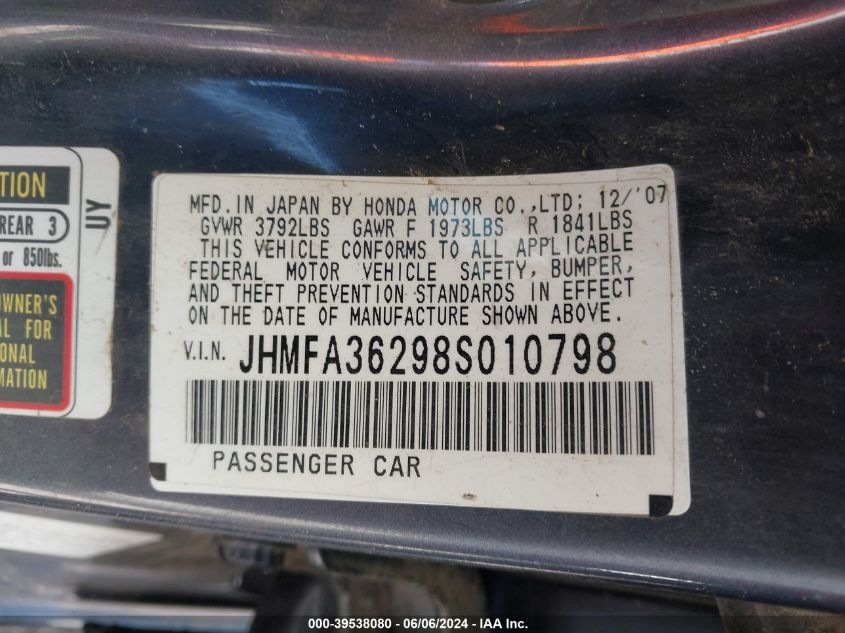 TION
REAR 3
or 850lbs.
OWNER'S
AL FOR
ONAL
MATION
UY
MFD. IN JAPAN BY HONDA MOTOR CO.,LTD; 12/'07
GVWR 3792LBS GAWR F 1973LBS R 1841LBS
THIS VEHICLE CONFORMS TO ALL APPLICABLE
FEDERAL MOTOR VEHICLE SAFETY, BUMPER,
AND THEFT PREVENTION STANDARDS IN EFFECT
ON THE DATE OF MANUFACTURE SHOWN ABOVE.
V.I.N. JHMFA36298S010798
PASSENGER CAR
000-39538080 - 06/06/2024 - IAA Inc.